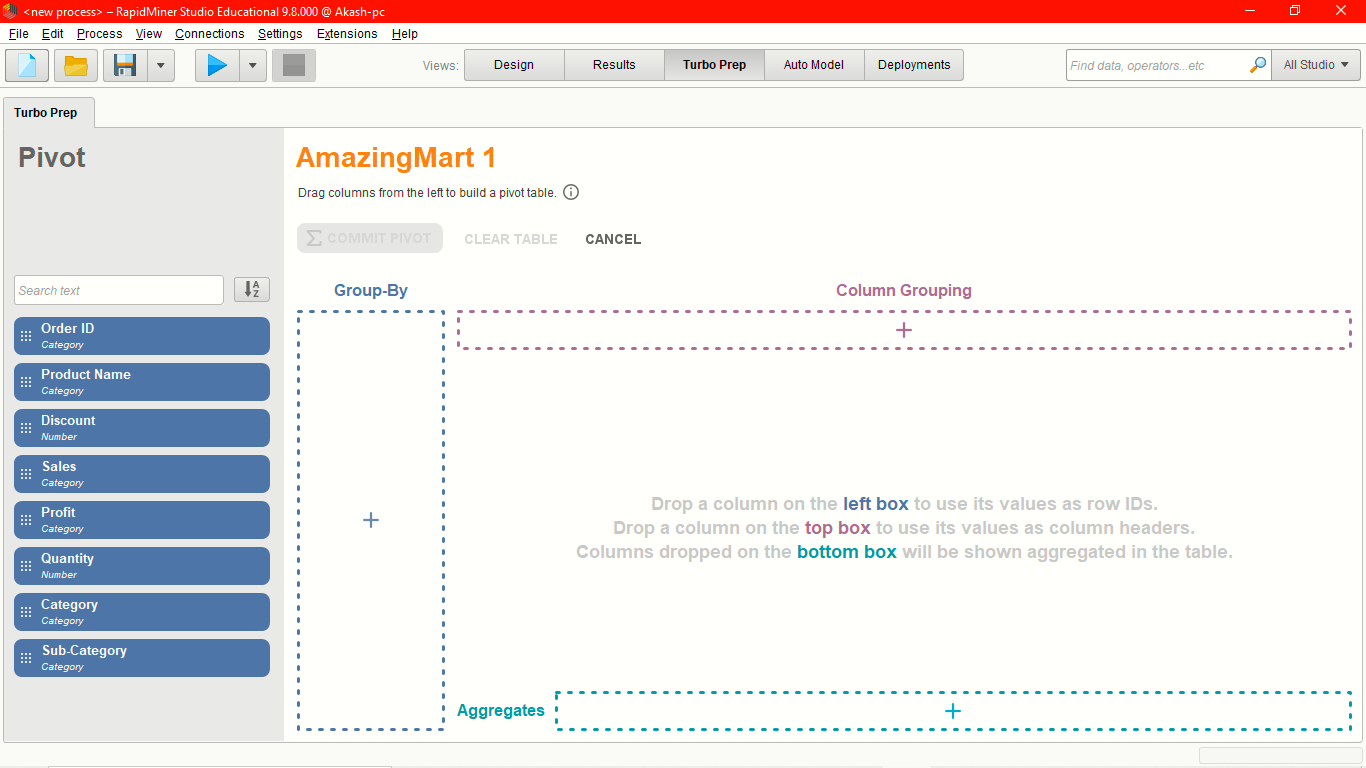 <new process> – RapidMiner Studio Educational 9.8.000 @ Akash-pc
File Edit Process View Connections Settings Extensions Help
Views: Design Results Turbo Prep Auto Model Deployments
Find data, operators...etc
All Studio
Turbo Prep
Pivot
AmazingMart 1
Drag columns from the left to build a pivot table.
COMMIT PIVOT CLEAR TABLE CANCEL
Search text
Group-By
Column Grouping
Order ID
Category
Product Name
Category
Discount
Number
Sales
Category
Profit
Category
Quantity
Number
Category
Category
Sub-Category
Category
Drop a column on the left box to use its values as row IDs.
Drop a column on the top box to use its values as column headers.
Columns dropped on the bottom box will be shown aggregated in the table.
Aggregates